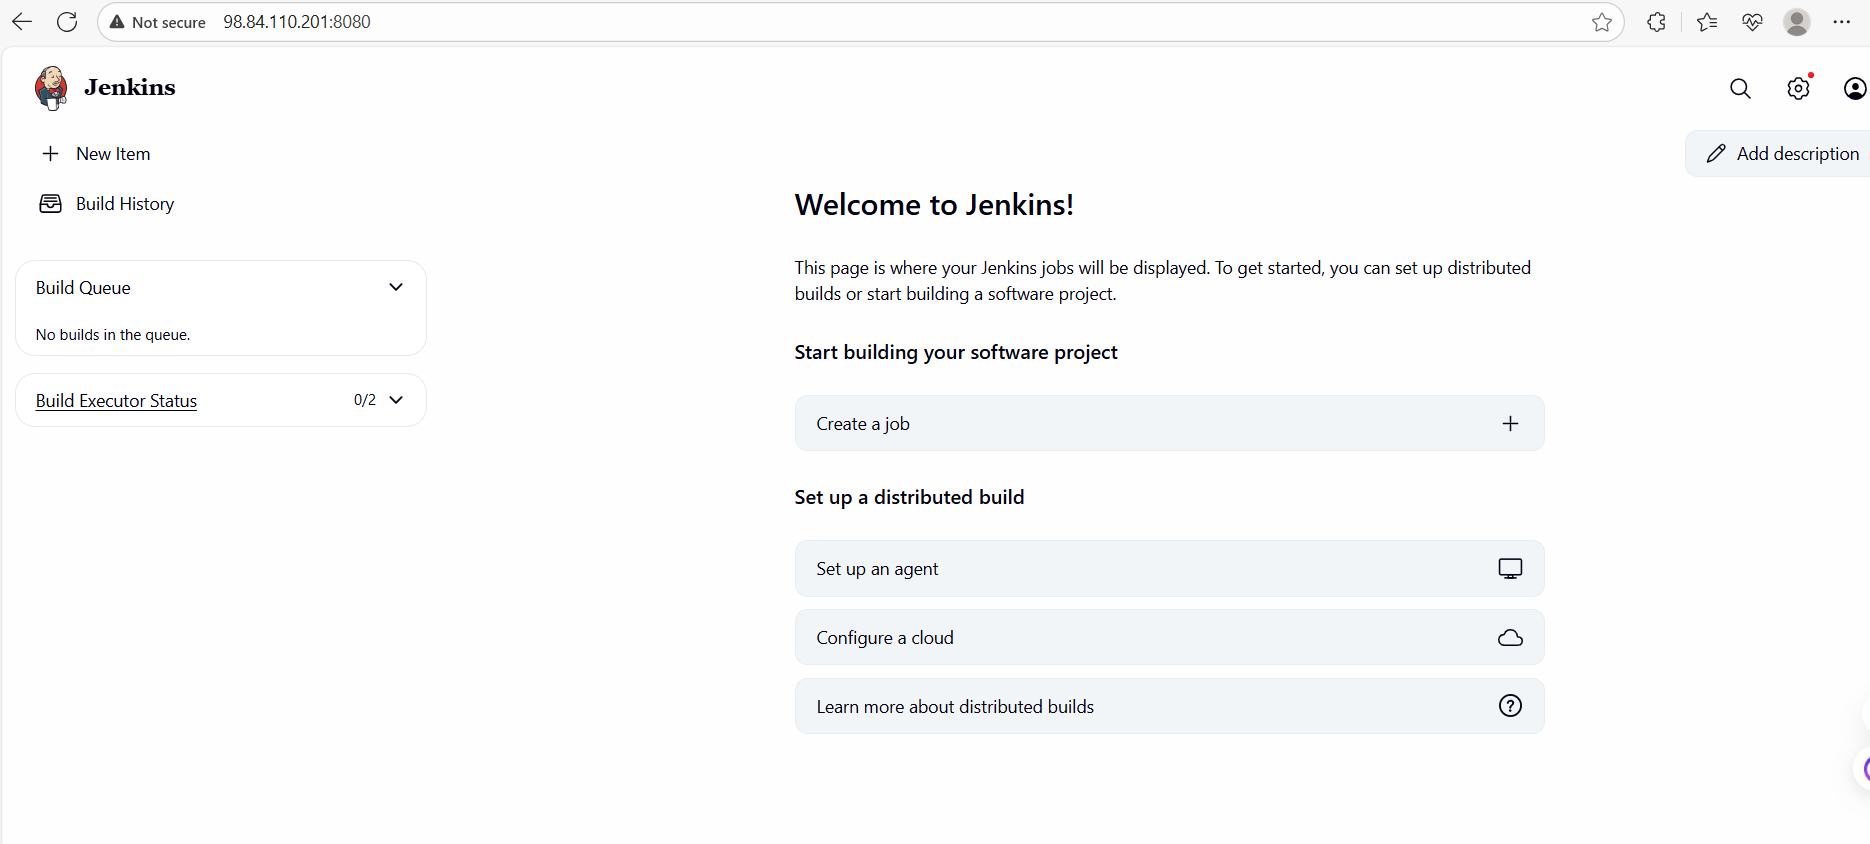 Not secure 98.84.110.201:8080
Jenkins
New Item
Add description
Build History
Welcome to Jenkins!
This page is where your Jenkins jobs will be displayed. To get started, you can set up distributed
builds or start building a software project.
Build Queue
No builds in the queue.
Start building your software project
Build Executor Status 0/2
Create a job
Set up a distributed build
Set up an agent
Configure a cloud
Learn more about distributed builds